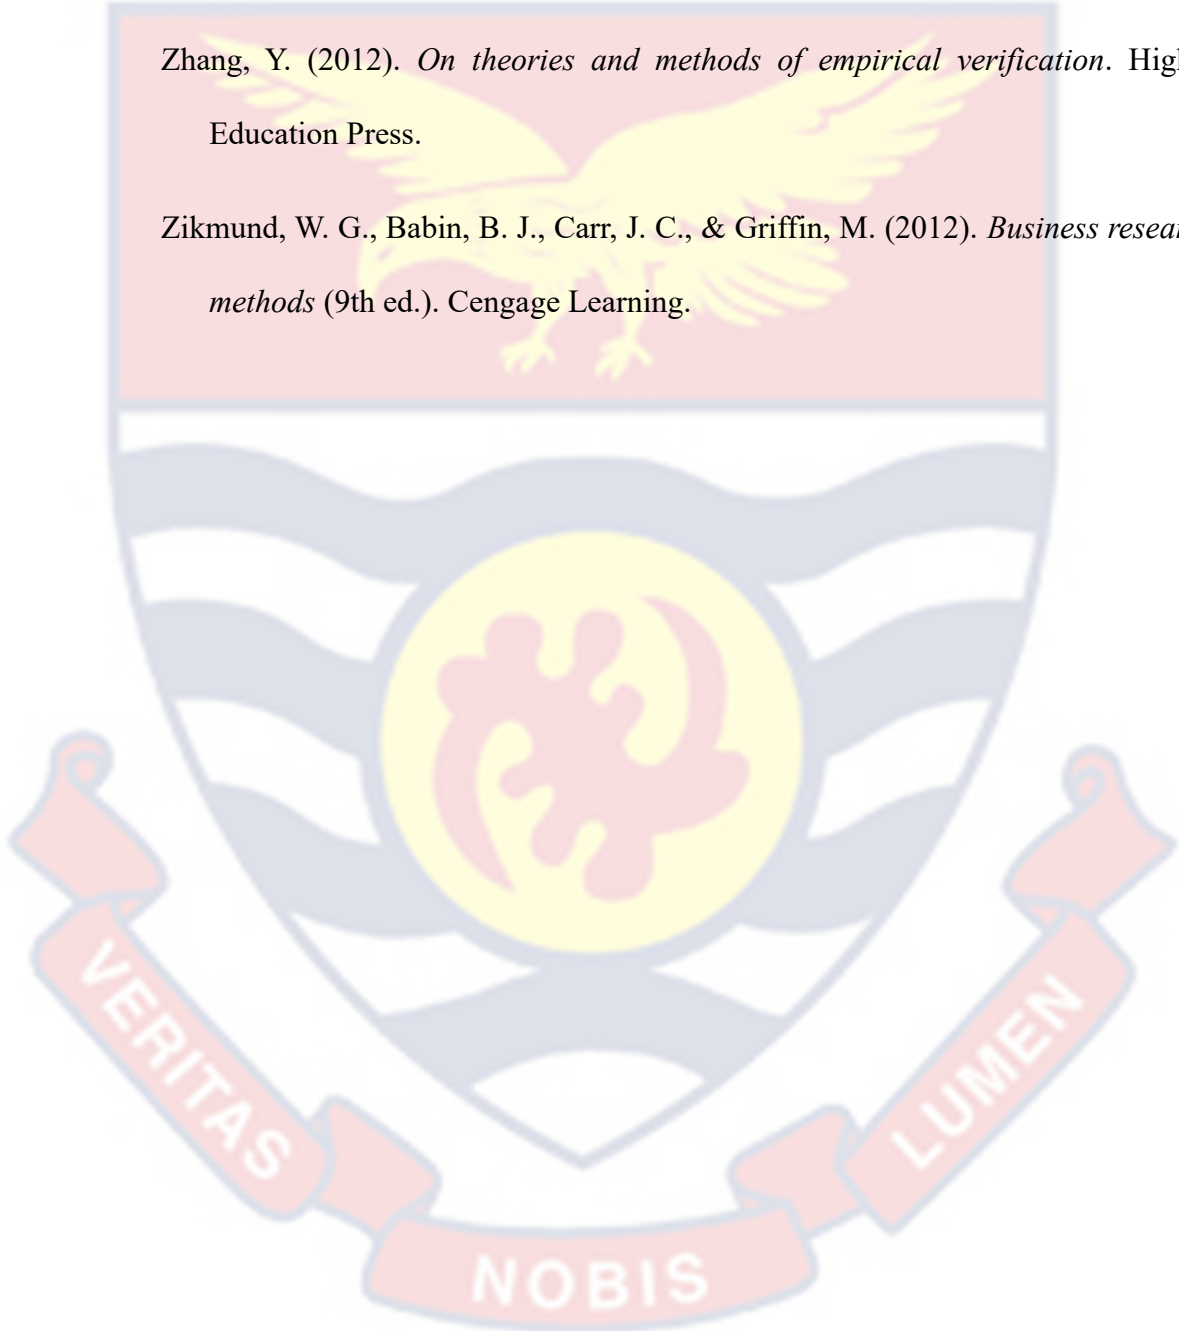 Zhang, Y. (2012). On theories and methods of empirical verification. High
Education Press.
Zikmund, W. G., Babin, B. J., Carr, J. C., & Griffin, M. (2012). Business resear
methods (9th ed.). Cengage Learning.
VERITAS
NOBIS
LUMEN